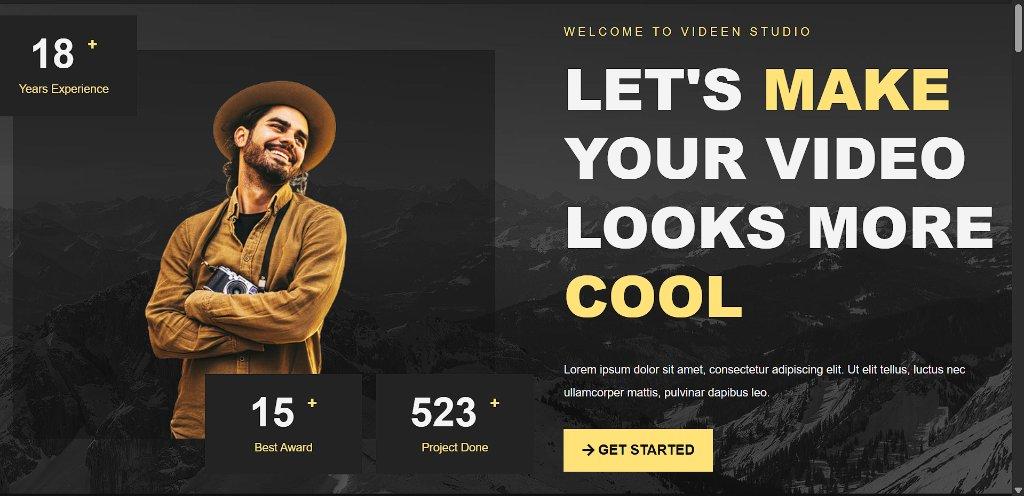 18 +
Years Experience
WELCOME TO VIDEEN STUDIO
LET'S MAKE
YOUR VIDEO
LOOKS MORE
COOL
Lorem ipsum dolor sit amet, consectetur adipiscing elit. Ut elit tellus, luctus nec
ullamcorper mattis, pulvinar dapibus leo.
GET STARTED
15 +
Best Award
523 +
Project Done